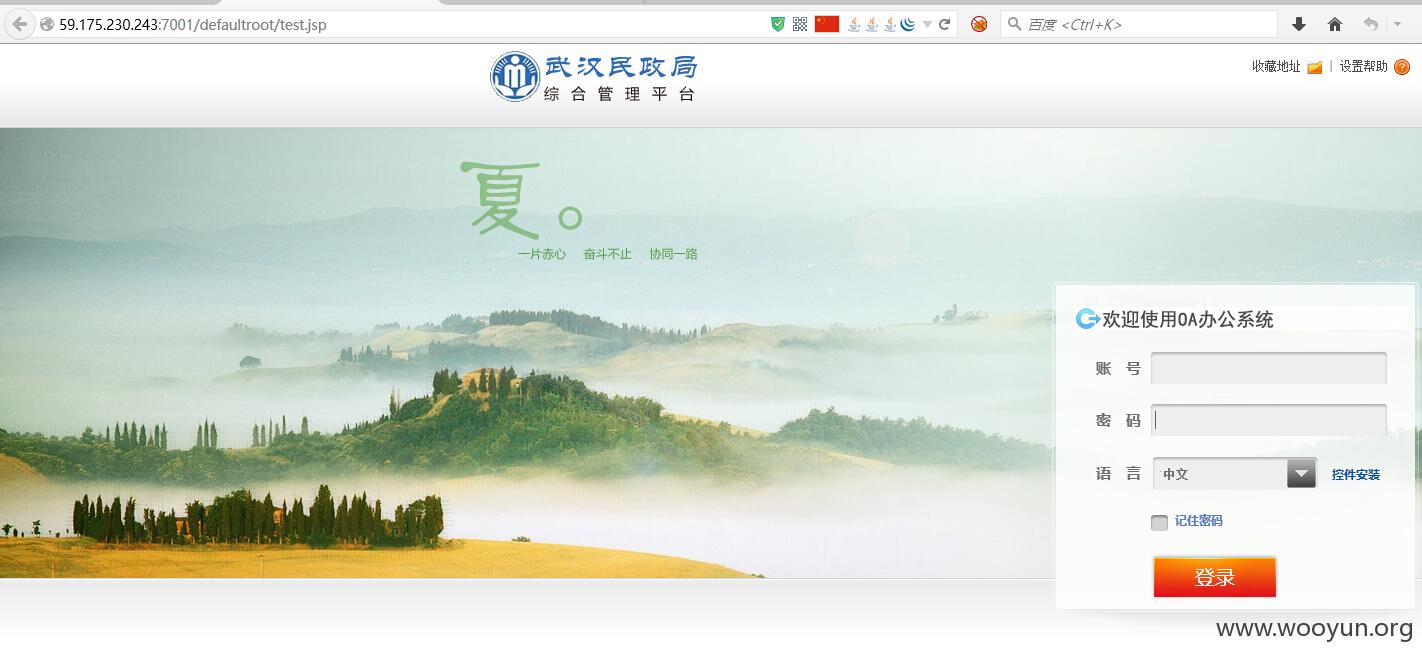 59.175.230.243:7001/defaultroot/test.jsp
百度 <Ctrl+K>
武汉民政局
综合管理平台
收藏地址 | 设置帮助
夏。
一片赤心 奋斗不止 协同一路
欢迎使用OA办公系统
账 号
密 码
语 言 中文 控件安装
记住密码
登录
www.wooyun.org